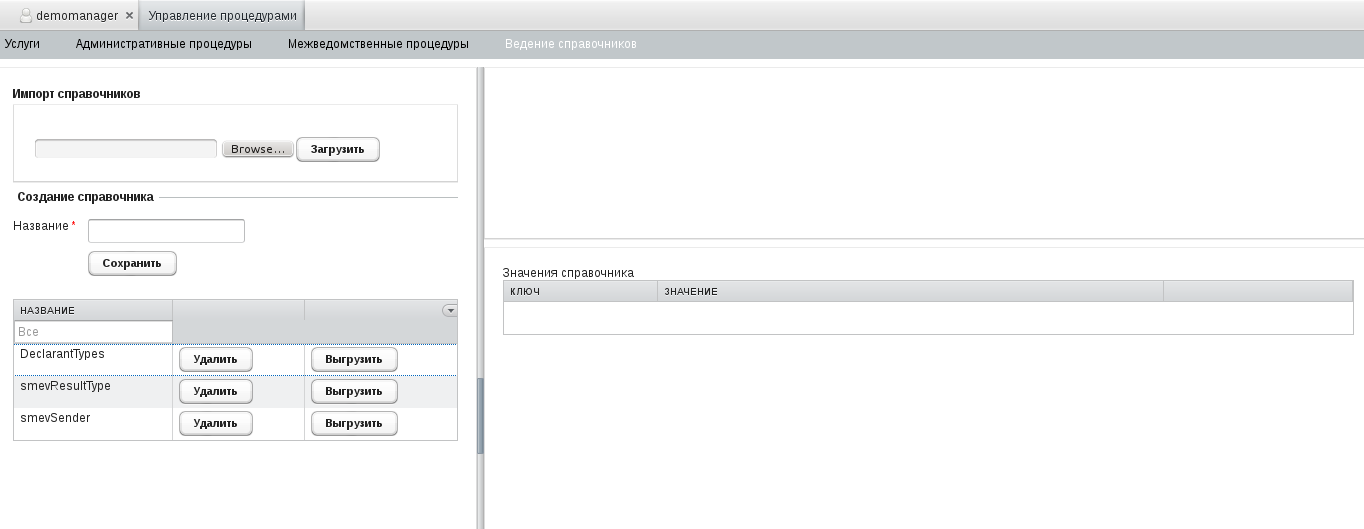 demomanager × Управление процедурами
Услуги Административные процедуры Межведомственные процедуры Ведение справочников
Импорт справочников
Browse... Загрузить
Создание справочника
Название *
Сохранить
НАЗВАНИЕ
Все
DeclarantTypes Удалить Выгрузить
smevResultType Удалить Выгрузить
smevSender Удалить Выгрузить
Значения справочника
КЛЮЧ ЗНАЧЕНИЕ